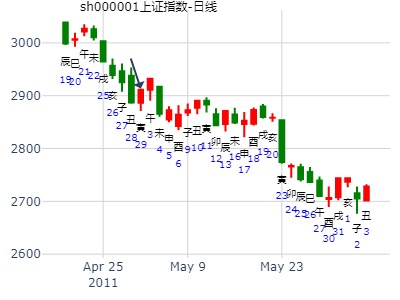 sh000001上证指数-日线
3000
2900
2800
2700
2600
辰 19
巳 20
午 21
未 22
戌 25
亥 26
子 27
丑 28
寅 29
午 3
未 4
申 5
酉 6
子 9
丑 10
寅 11
卯 12
辰 13
未 16
申 17
酉 18
戌 19
亥 20
寅 23
卯 24
辰 25
巳 26
午 27
酉 30
戌 31
亥 1
子 2
丑 3
Apr 25
2011
May 9
May 23